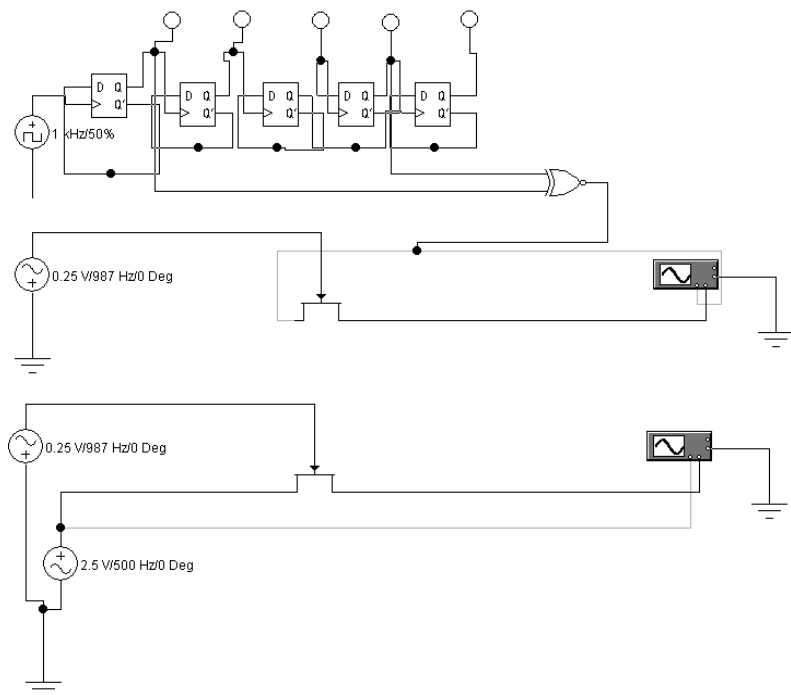 D Q
Q'
D Q
Q'
D Q
Q'
D Q
Q'
D Q
Q'
1 kHz/50%
0.25 V/987 Hz/0 Deg
0.25 V/987 Hz/0 Deg
2.5 V/500 Hz/0 Deg